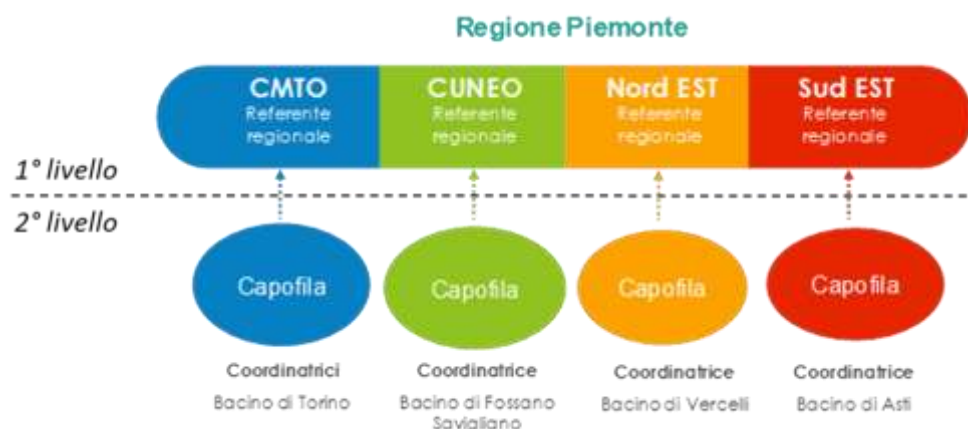 Regione Piemonte
CMTO
Referente
regionale
CUNEO
Referente
regionale
Nord EST
Referente
regionale
Sud EST
Referente
regionale
1° livello
2° livello
Capofila
Capofila
Capofila
Capofila
Coordinatrici
Bacino di Torino
Coordinatrice
Bacino di Fossano
Savigliano
Coordinatrice
Bacino di Vercelli
Coordinatrice
Bacino di Asti